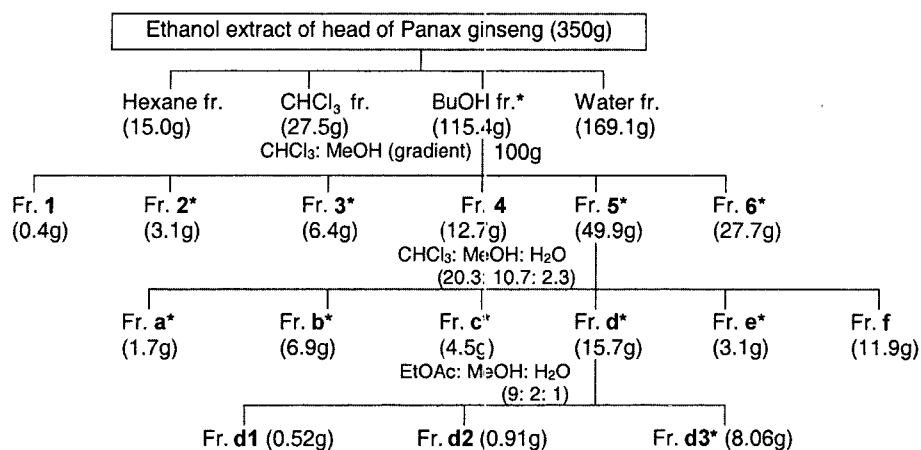 Ethanol extract of head of Panax ginseng (350g)
Hexane fr. CHCl₃ fr. BuOH fr.* Water fr.
(15.0g) (27.5g) (115.4g) (169.1g)
CHCl₃: MeOH (gradient) 100g
Fr. 1 Fr. 2* Fr. 3* Fr. 4 Fr. 5* Fr. 6*
(0.4g) (3.1g) (6.4g) (12.7g) (49.9g) (27.7g)
CHCl₃: MeOH: H₂O
(20.3: 10.7: 2.3)
Fr. a* Fr. b* Fr. c* Fr. d* Fr. e* Fr. f
(1.7g) (6.9g) (4.5g) (15.7g) (3.1g) (11.9g)
EtOAc: MeOH: H₂O
(9: 2: 1)
Fr. d1 (0.52g) Fr. d2 (0.91g) Fr. d3* (8.06g)